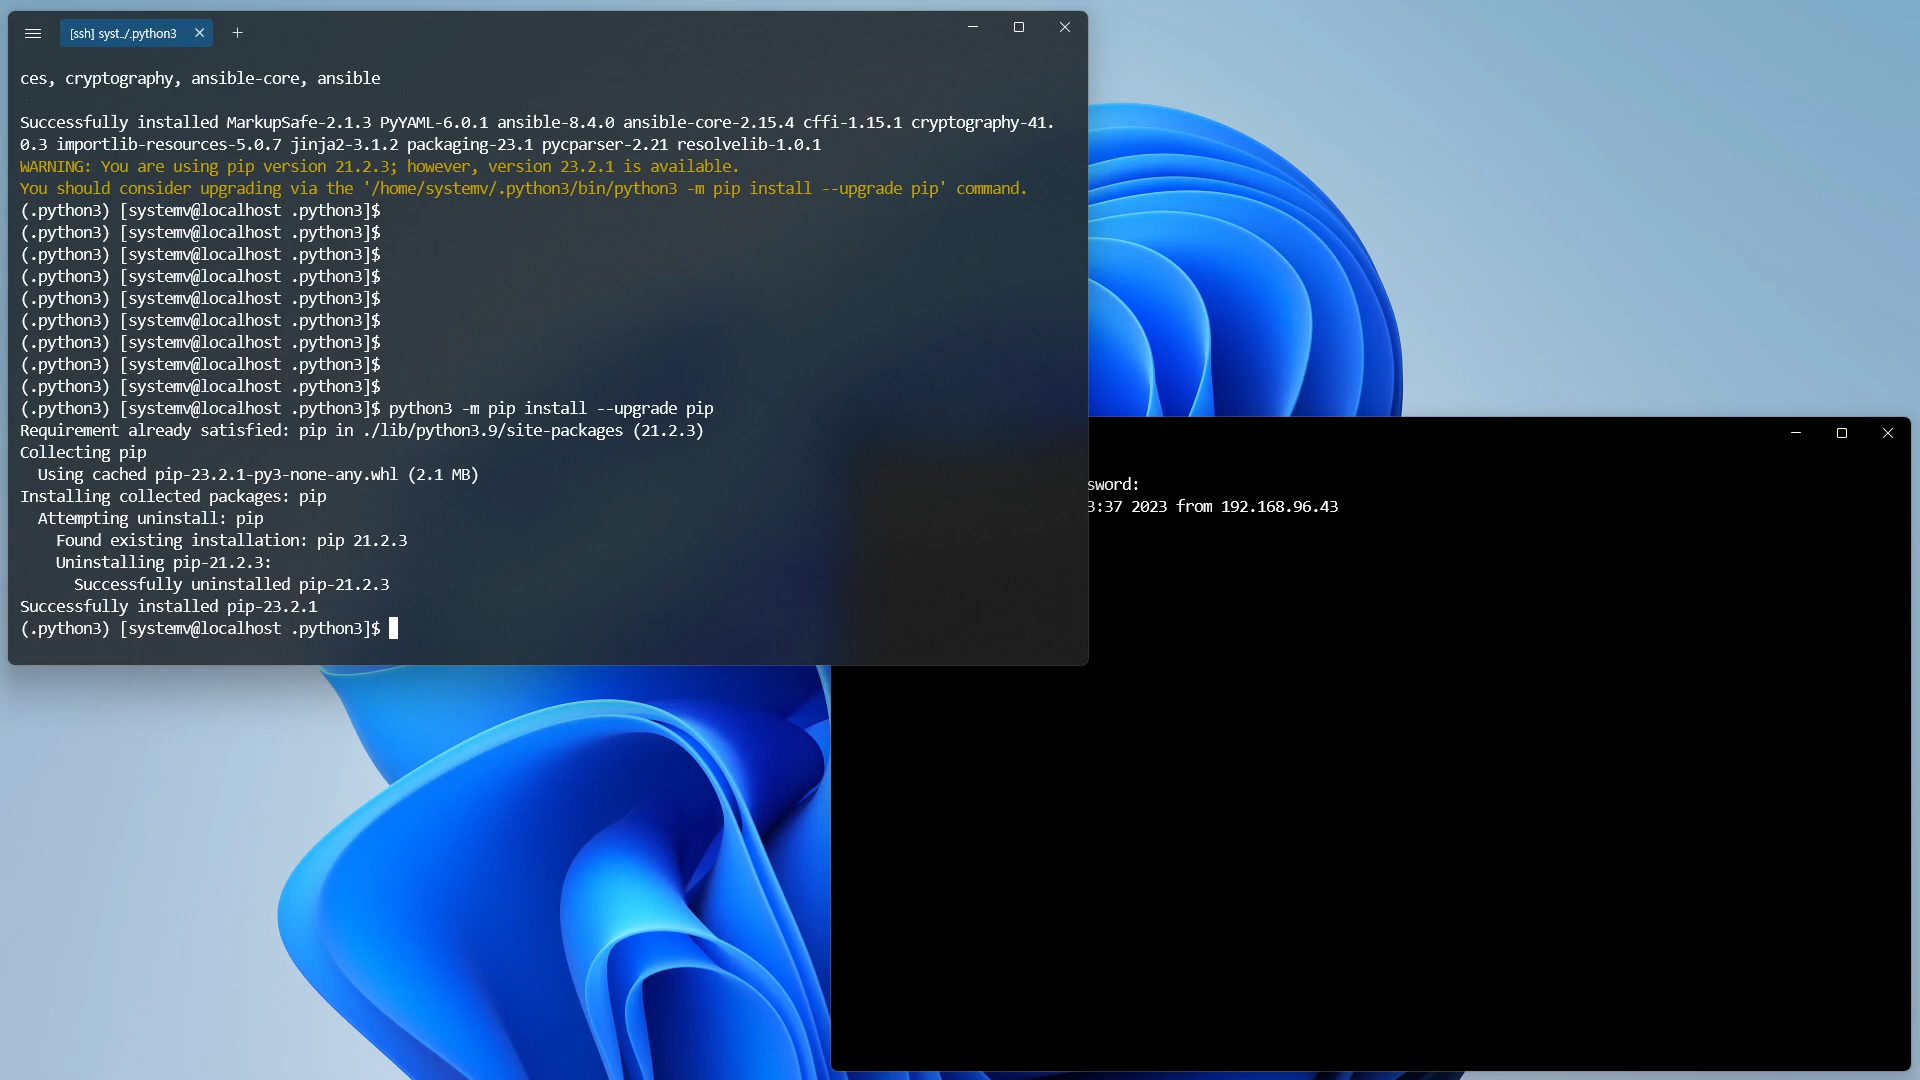 [ssh] syst../.python3
ces, cryptography, ansible-core, ansible
Successfully installed MarkupSafe-2.1.3 PyYAML-6.0.1 ansible-8.4.0 ansible-core-2.15.4 cffi-1.15.1 cryptography-41.
0.3 importlib-resources-5.0.7 jinja2-3.1.2 packaging-23.1 pycparser-2.21 resolvelib-1.0.1
WARNING: You are using pip version 21.2.3; however, version 23.2.1 is available.
You should consider upgrading via the '/home/systemv/.python3/bin/python3 -m pip install --upgrade pip' command.
(.python3) [systemv@localhost .python3]$
(.python3) [systemv@localhost .python3]$
(.python3) [systemv@localhost .python3]$
(.python3) [systemv@localhost .python3]$
(.python3) [systemv@localhost .python3]$
(.python3) [systemv@localhost .python3]$
(.python3) [systemv@localhost .python3]$
(.python3) [systemv@localhost .python3]$
(.python3) [systemv@localhost .python3]$
(.python3) [systemv@localhost .python3]$ python3 -m pip install --upgrade pip
Requirement already satisfied: pip in ./lib/python3.9/site-packages (21.2.3)
Collecting pip
  Using cached pip-23.2.1-py3-none-any.whl (2.1 MB)
Installing collected packages: pip
  Attempting uninstall: pip
    Found existing installation: pip 21.2.3
    Uninstalling pip-21.2.3:
      Successfully uninstalled pip-21.2.3
Successfully installed pip-23.2.1
(.python3) [systemv@localhost .python3]$
sword:
3:37 2023 from 192.168.96.43